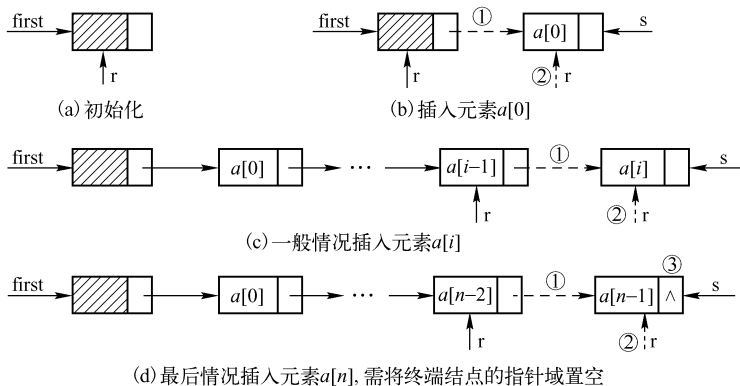 first ① a[0] s
r ② r
(a)初始化 (b)插入元素a[0]
first a[0] ⋯ a[i−1] ① a[i] s
r ② r
(c)一般情况插入元素a[i]
③
first a[0] ⋯ a[n−2] ① a[n−1] ∧ s
r ② r
(d)最后情况插入元素a[n],需将终端结点的指针域置空